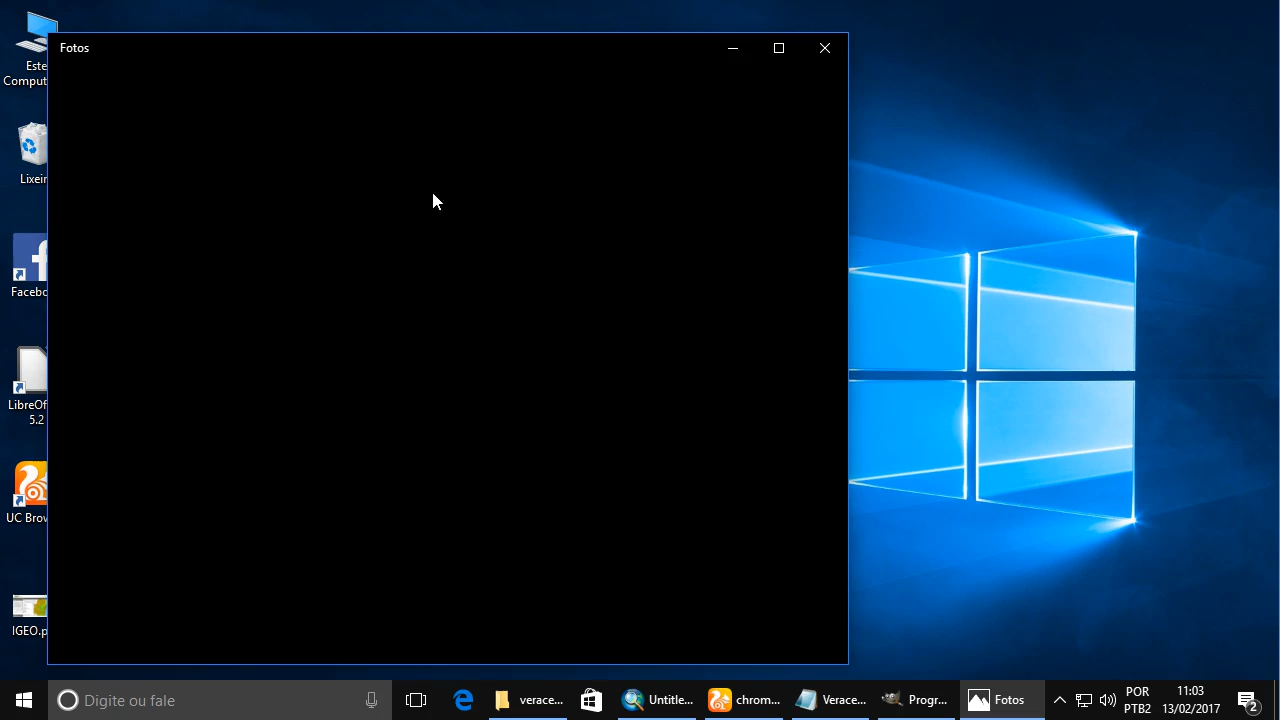 Fotos
Este
Comput
Lixeir
Facebo
LibreOf
5.2
UC Brov
IGEO.p
Digite ou fale
verace...
Untitle...
chrom...
Verace...
Progr...
Fotos
POR
PTB2
11:03
13/02/2017
2